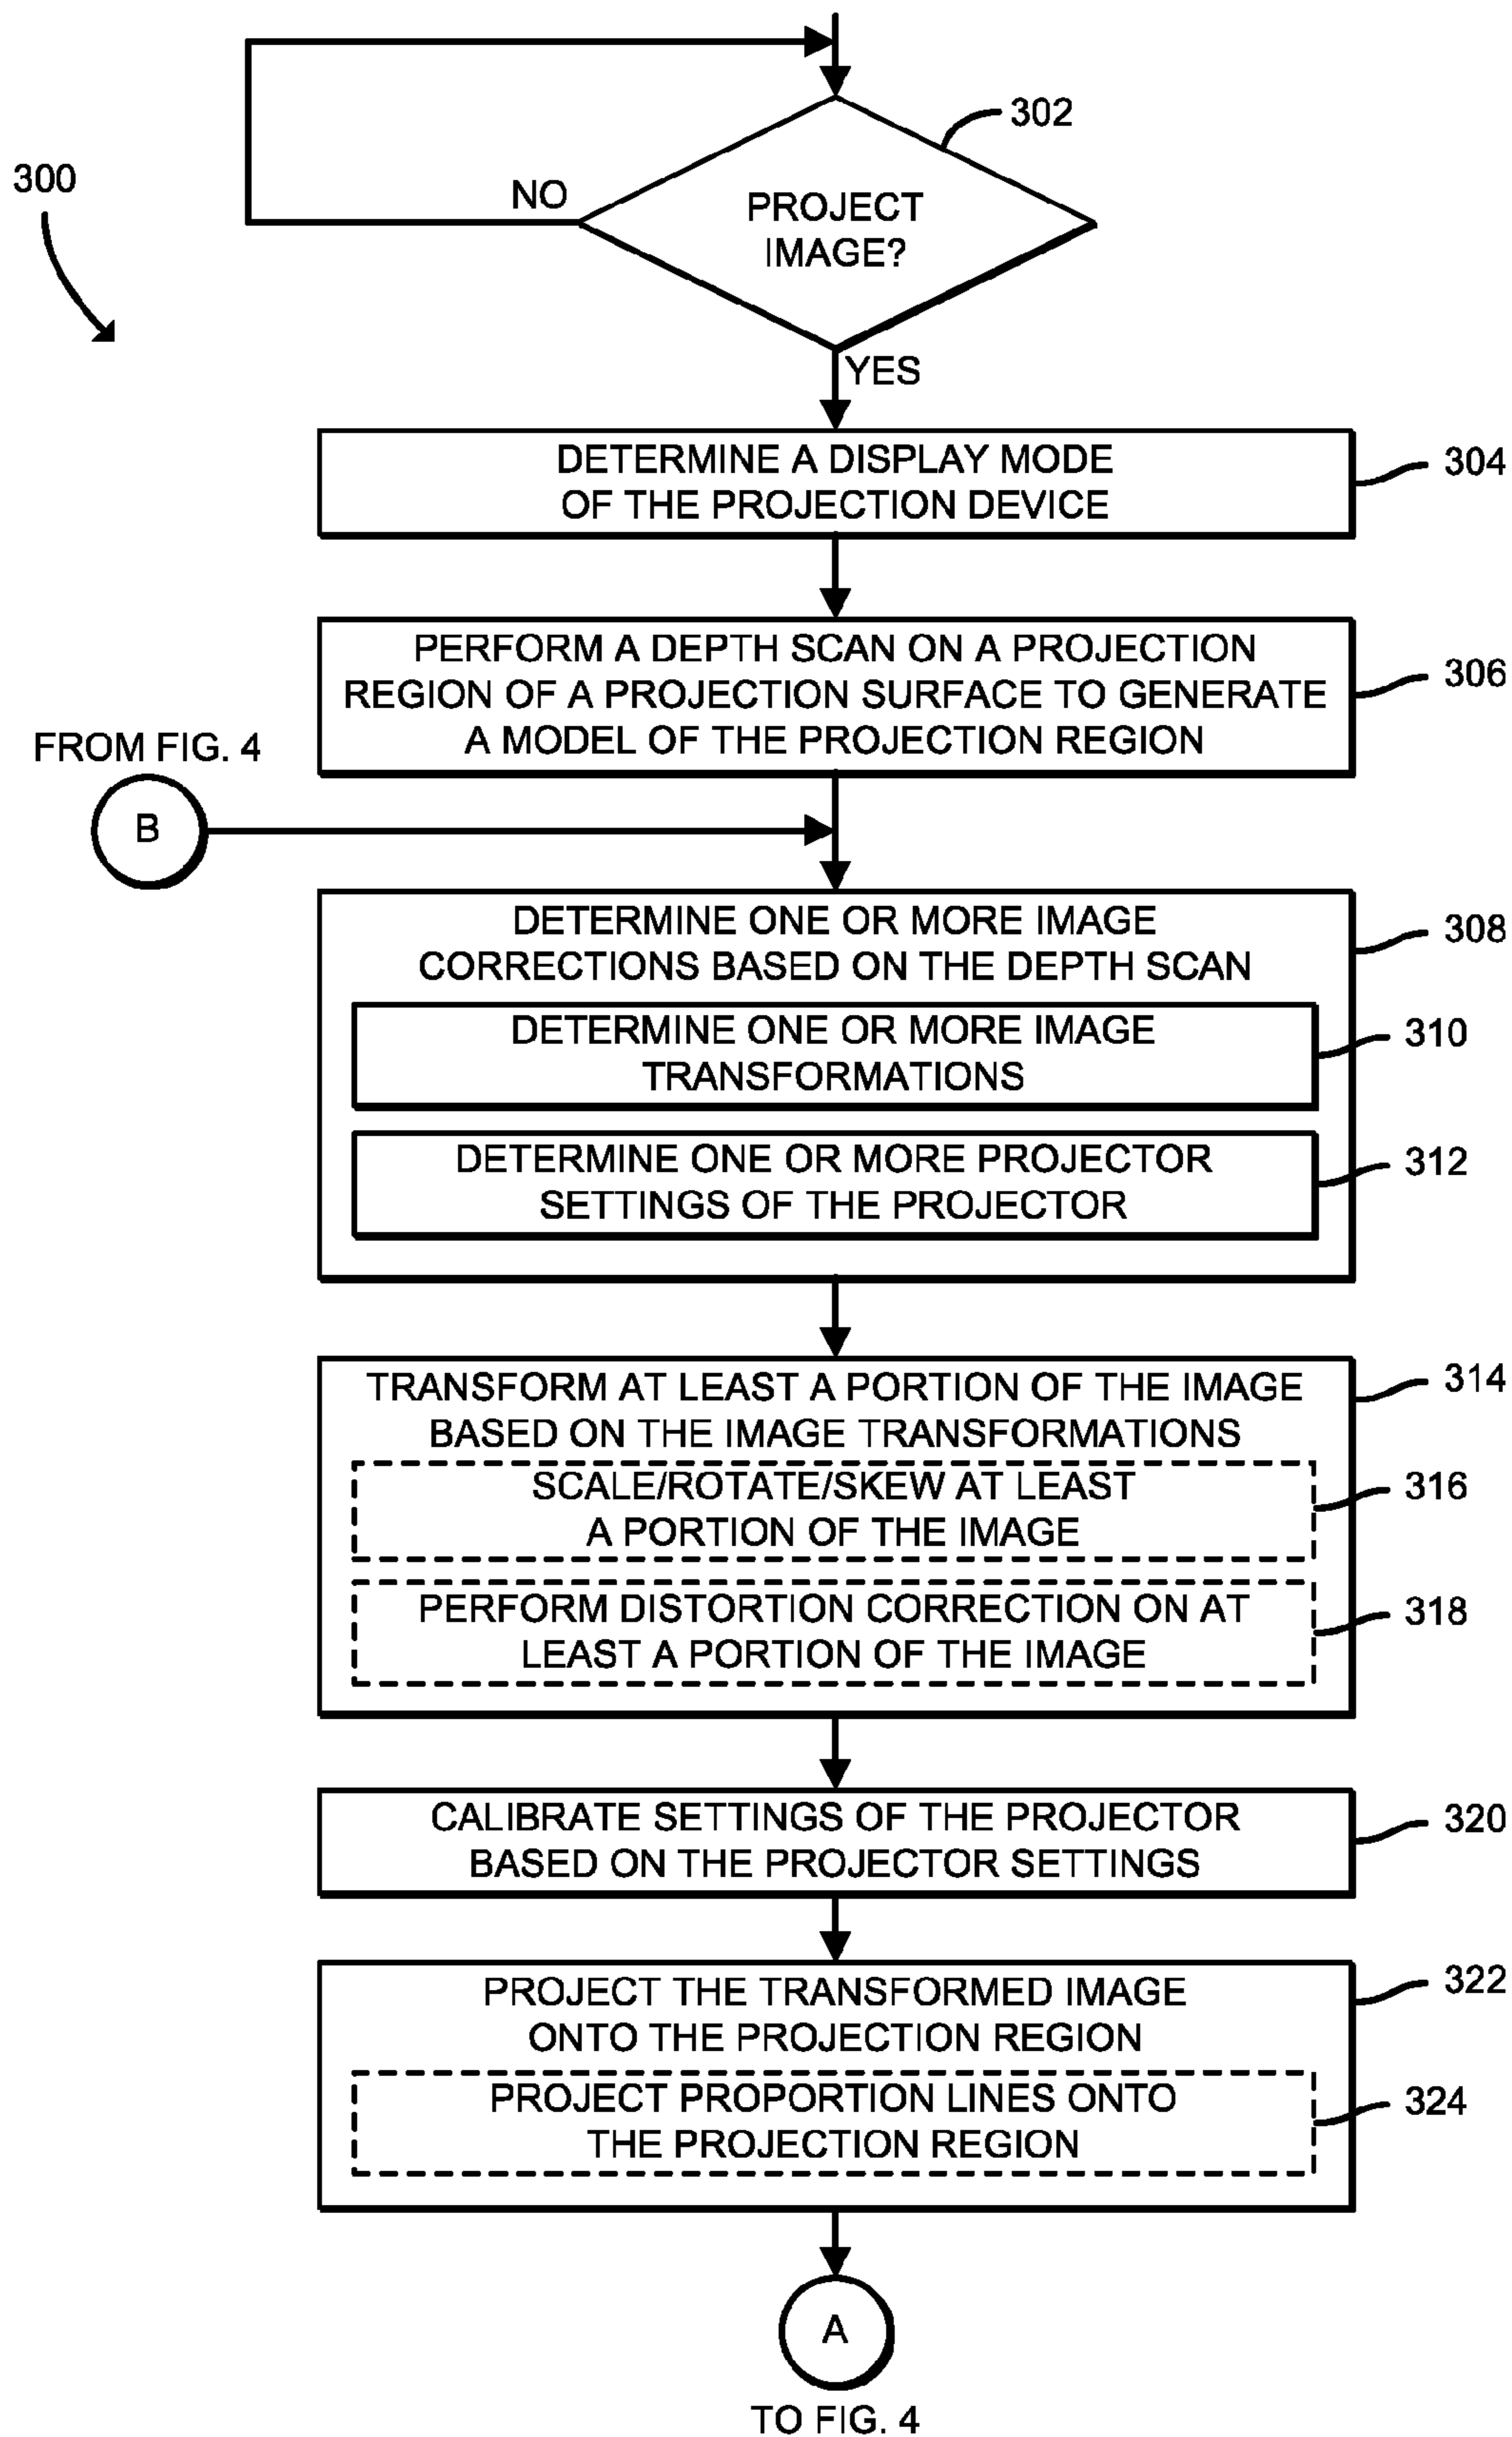 302
300
NO
PROJECT
IMAGE?
YES
DETERMINE A DISPLAY MODE
OF THE PROJECTION DEVICE
304
PERFORM A DEPTH SCAN ON A PROJECTION
REGION OF A PROJECTION SURFACE TO GENERATE
A MODEL OF THE PROJECTION REGION
306
FROM FIG. 4
B
DETERMINE ONE OR MORE IMAGE
CORRECTIONS BASED ON THE DEPTH SCAN
308
DETERMINE ONE OR MORE IMAGE
TRANSFORMATIONS
310
DETERMINE ONE OR MORE PROJECTOR
SETTINGS OF THE PROJECTOR
312
TRANSFORM AT LEAST A PORTION OF THE IMAGE
BASED ON THE IMAGE TRANSFORMATIONS
314
SCALE/ROTATE/SKEW AT LEAST
A PORTION OF THE IMAGE
316
PERFORM DISTORTION CORRECTION ON AT
LEAST A PORTION OF THE IMAGE
318
CALIBRATE SETTINGS OF THE PROJECTOR
BASED ON THE PROJECTOR SETTINGS
320
PROJECT THE TRANSFORMED IMAGE
ONTO THE PROJECTION REGION
322
PROJECT PROPORTION LINES ONTO
THE PROJECTION REGION
324
A
TO FIG. 4